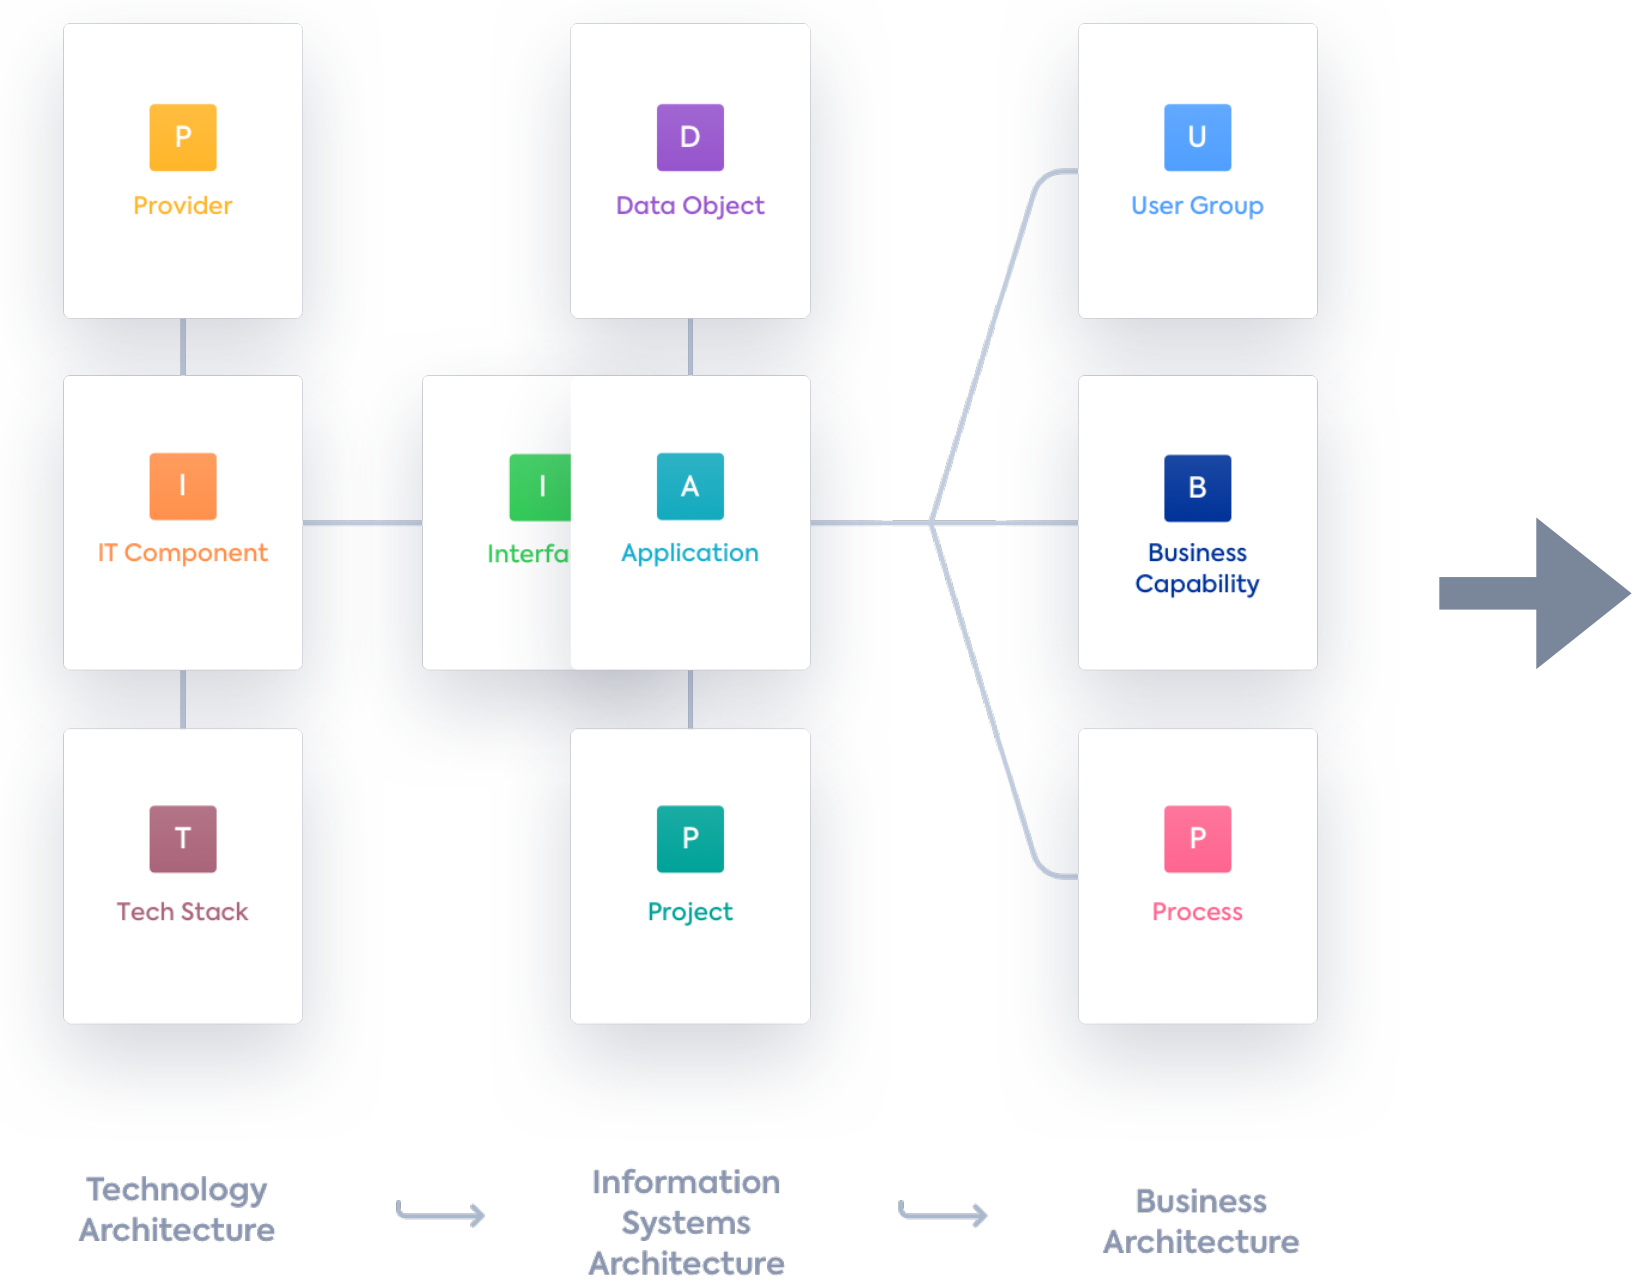 P
Provider
D
Data Object
U
User Group
I
IT Component
I
Interfa
A
Application
B
Business
Capability
T
Tech Stack
P
Project
P
Process
Technology
Architecture
Information
Systems
Architecture
Business
Architecture